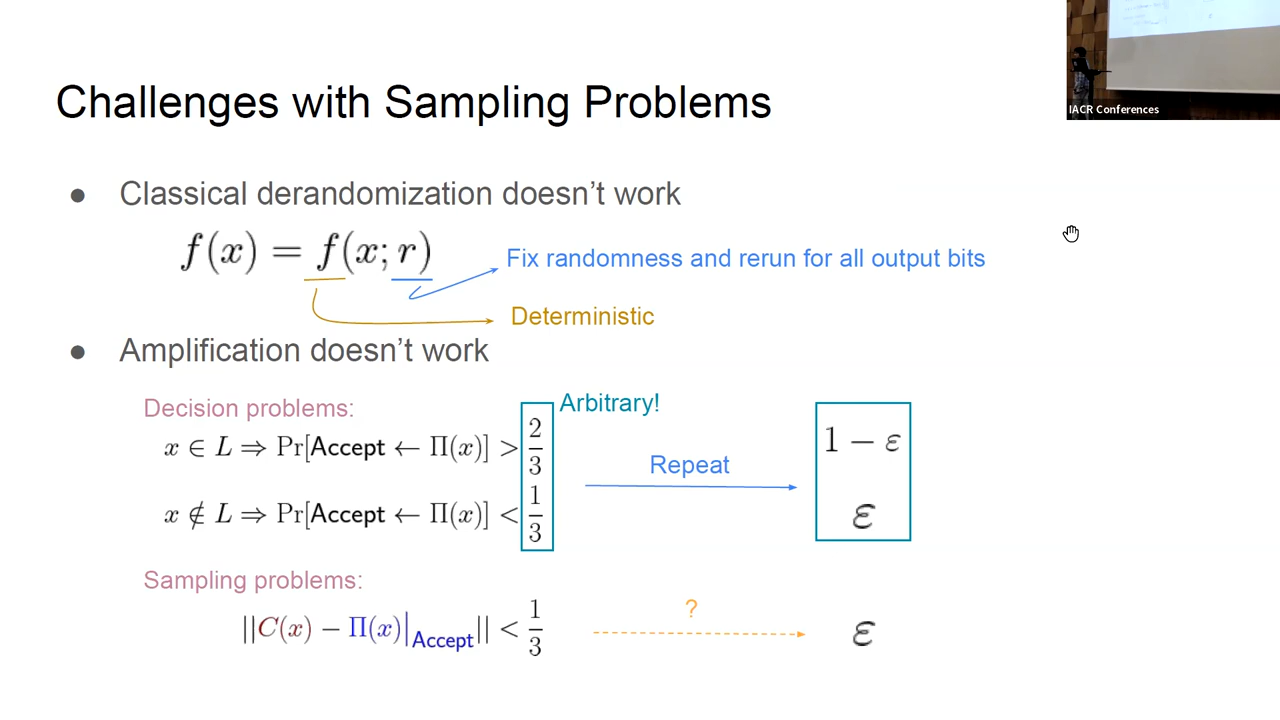 IACR Conferences
Challenges with Sampling Problems
● Classical derandomization doesn't work
f(x) = f(x; r)
Fix randomness and rerun for all output bits
Deterministic
● Amplification doesn't work
Decision problems:
Arbitrary!
x ∈ L ⇒ Pr[Accept ← Π(x)] > 2/3
Repeat
1 − ε
x ∉ L ⇒ Pr[Accept ← Π(x)] < 1/3
ε
Sampling problems:
||C(x) − Π(x)|Accept|| < 1/3
?
ε